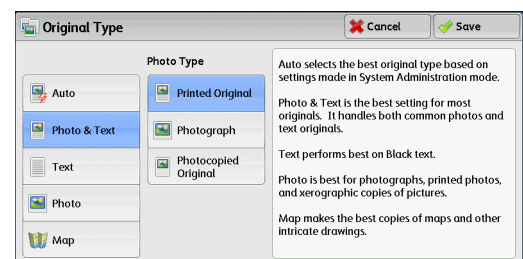 Original Type
Cancel
Save
Auto
Photo & Text
Text
Photo
Map
Photo Type
Printed Original
Photograph
Photocopied
Original
Auto selects the best original type based on
settings made in System Administration mode.
Photo & Text is the best setting for most
originals. It handles both common photos and
text originals.
Text performs best on Black text.
Photo is best for photographs, printed photos,
and xerographic copies of pictures.
Map makes the best copies of maps and other
intricate drawings.